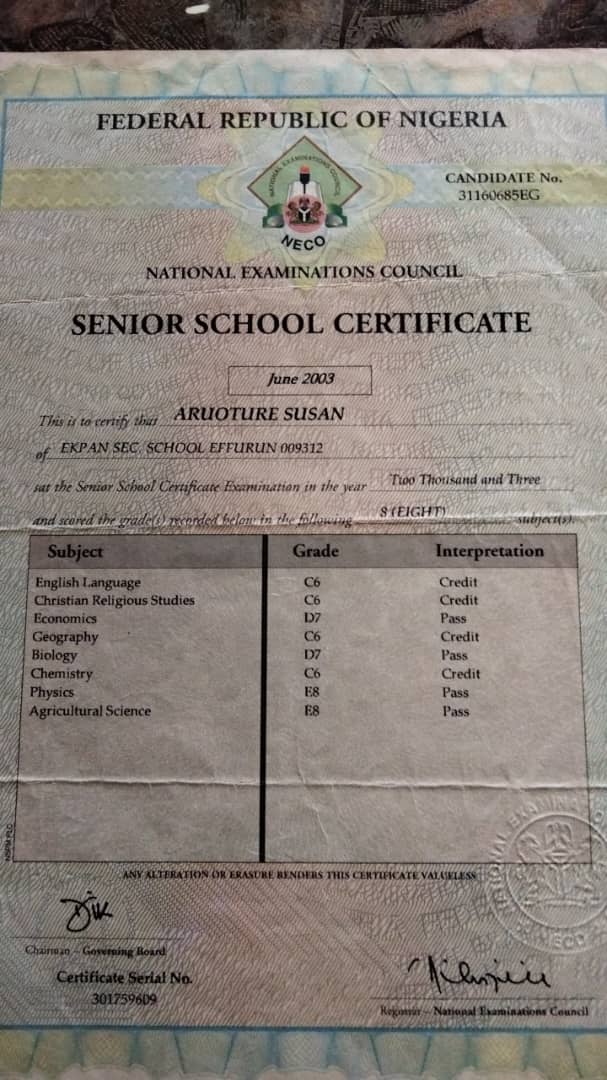 FEDERAL REPUBLIC OF NIGERIA
NATIONAL EXAMINATIONS COUNCIL
NECO
CANDIDATE No.
31160685EG
NATIONAL EXAMINATIONS COUNCIL
SENIOR SCHOOL CERTIFICATE
June 2003
This is to certify that ARUOTURE SUSAN
of EKPAN SEC. SCHOOL EFFURUN 009312
sat the Senior School Certificate Examination in the year Two Thousand and Three
and scored the grade(s) recorded below in the following 8 (EIGHT) subject(s).
Subject Grade Interpretation
English Language C6 Credit
Christian Religious Studies C6 Credit
Economics D7 Pass
Geography C6 Credit
Biology D7 Pass
Chemistry C6 Credit
Physics E8 Pass
Agricultural Science E8 Pass
NSPM PLC
ANY ALTERATION OR ERASURE RENDERS THIS CERTIFICATE VALUELESS
NATIONAL EXAMINATIONS
NECO
Chairman – Governing Board
Certificate Serial No.
301759609
Registrar – National Examinations Council